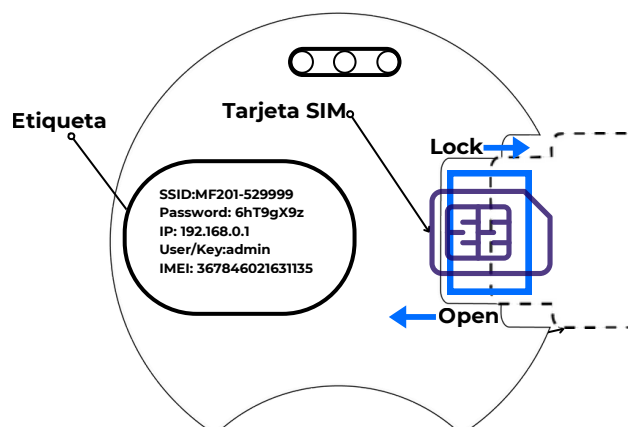 Etiqueta
Tarjeta SIM
Lock
SSID:MF201-529999
Password: 6hT9gX9z
IP: 192.168.0.1
User/Key:admin
IMEI: 367846021631135
Open